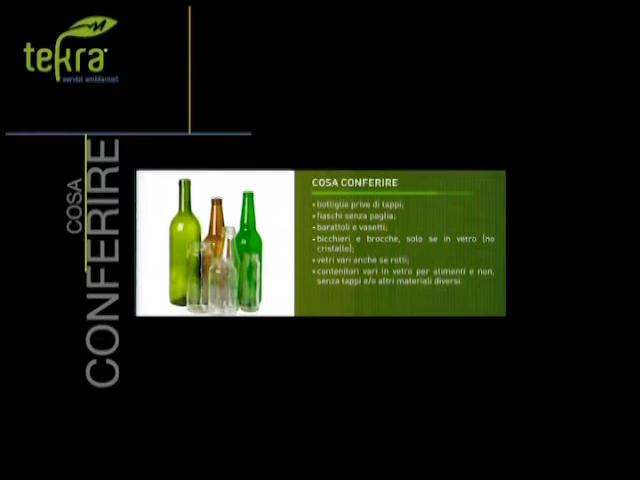 tekra
servizi ambientali
COSA
CONFERIRE
COSA CONFERIRE
• bottiglie prive di tappi;
• fiaschi senza paglia;
- barattoli e vasetti;
- bicchieri e brocche, solo se in vetro (no
cristallo);
• vetri vari anche se rotti;
• contenitori vari in vetro per alimenti e non,
senza tappi e/o altri materiali diversi.